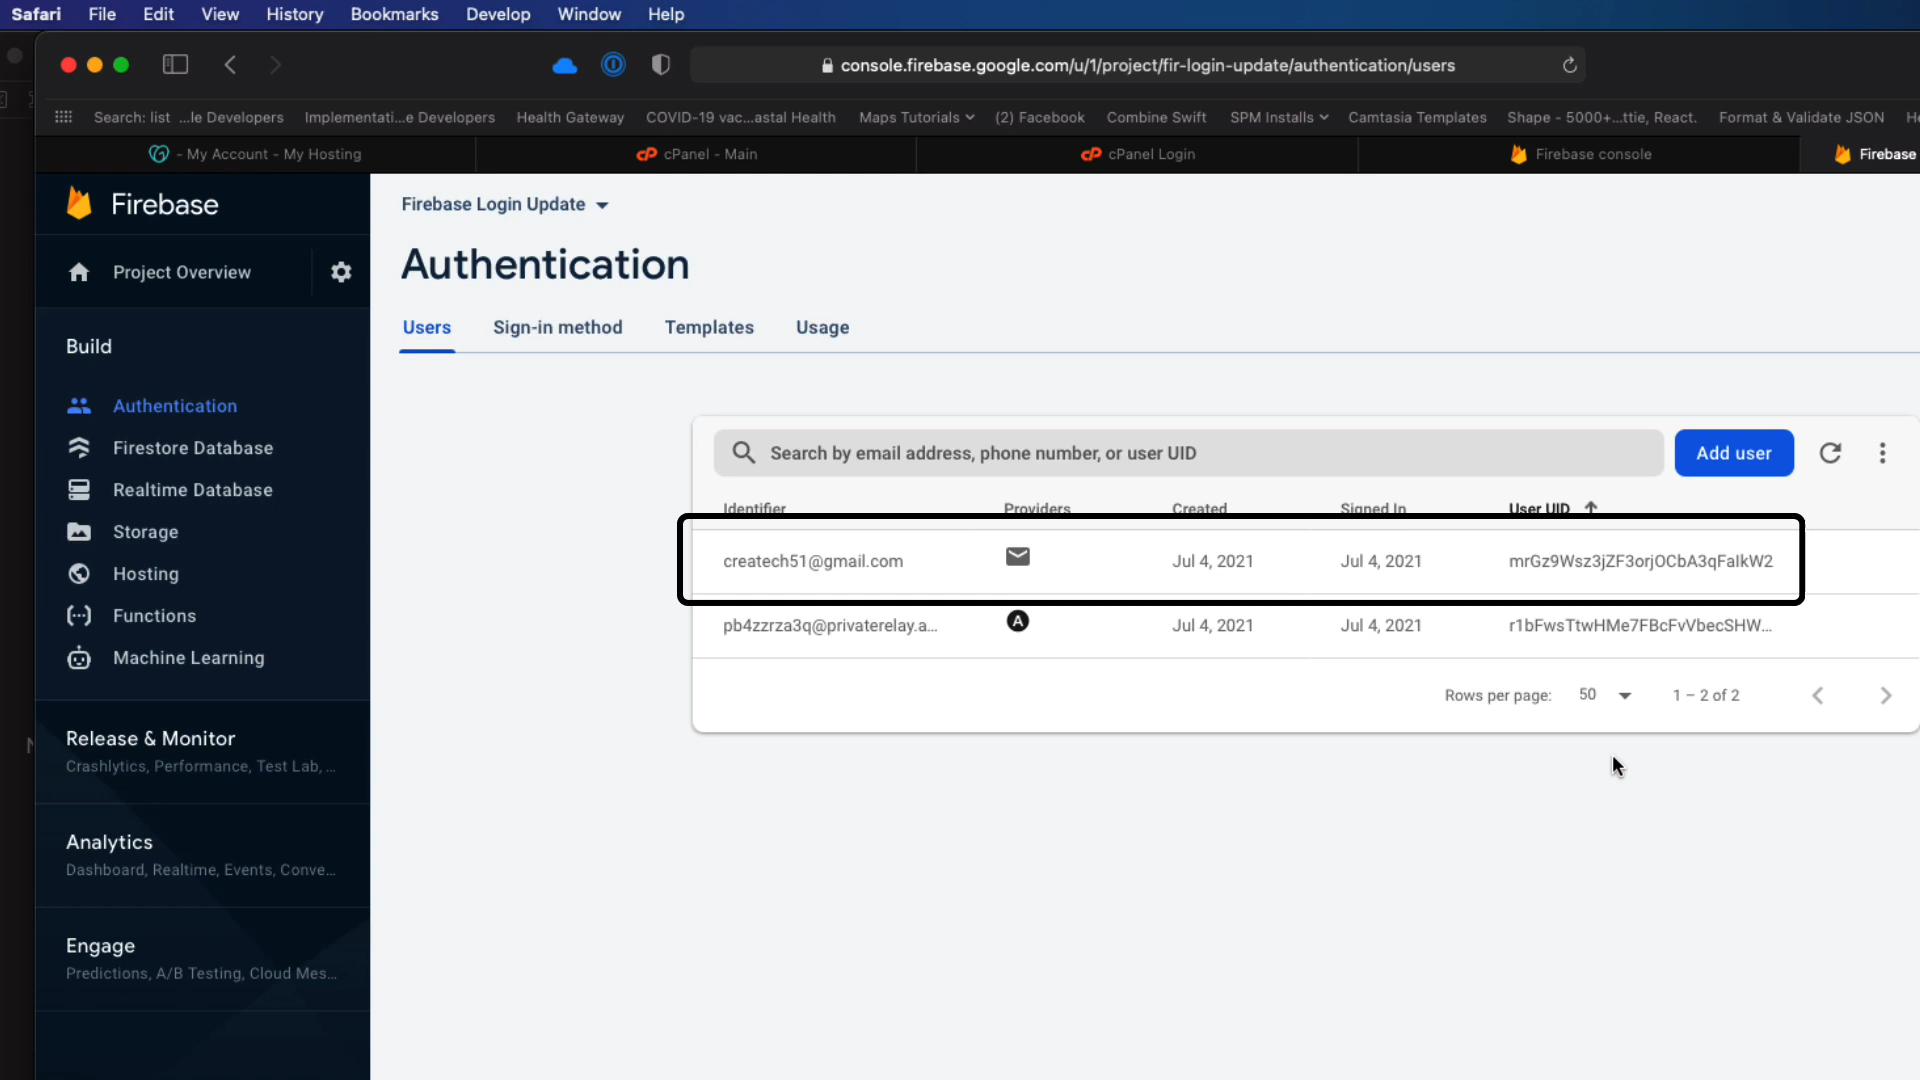 Safari File Edit View History Bookmarks Develop Window Help
console.firebase.google.com/u/1/project/fir-login-update/authentication/users
Search: list ...le Developers Implementati...e Developers Health Gateway COVID-19 vac...astal Health Maps Tutorials (2) Facebook Combine Swift SPM Installs Camtasia Templates Shape - 5000+...ttie, React. Format & Validate JSON
- My Account - My Hosting cPanel - Main cPanel Login Firebase console Firebase
Firebase
Firebase Login Update
Project Overview
Authentication
Users Sign-in method Templates Usage
Build
Authentication
Firestore Database
Realtime Database
Storage
Hosting
Functions
Machine Learning
Release & Monitor
Crashlytics, Performance, Test Lab, ...
Analytics
Dashboard, Realtime, Events, Conve...
Engage
Predictions, A/B Testing, Cloud Mes...
Search by email address, phone number, or user UID Add user
Identifier Providers Created Signed In User UID
createch51@gmail.com Jul 4, 2021 Jul 4, 2021 mrGz9Wsz3jZF3orjOCbA3qFaIkW2
pb4zzrza3q@privaterelay.a... A Jul 4, 2021 Jul 4, 2021 r1bFwsTtwHMe7FBcFvVbecSHW...
Rows per page: 50 1 – 2 of 2